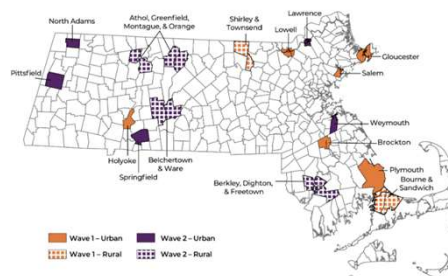 North Adams
Athol, Greenfield,
Montague, & Orange
Shirley &
Townsend
Lawrence
Lowell
Gloucester
Salem
Pittsfield
Weymouth
Brockton
Holyoke
Springfield
Belchertown
& Ware
Plymouth
Bourne &
Sandwich
Berkley, Dighton,
& Freetown
Wave 1 – Urban
Wave 2 – Urban
Wave 1 – Rural
Wave 2 – Rural